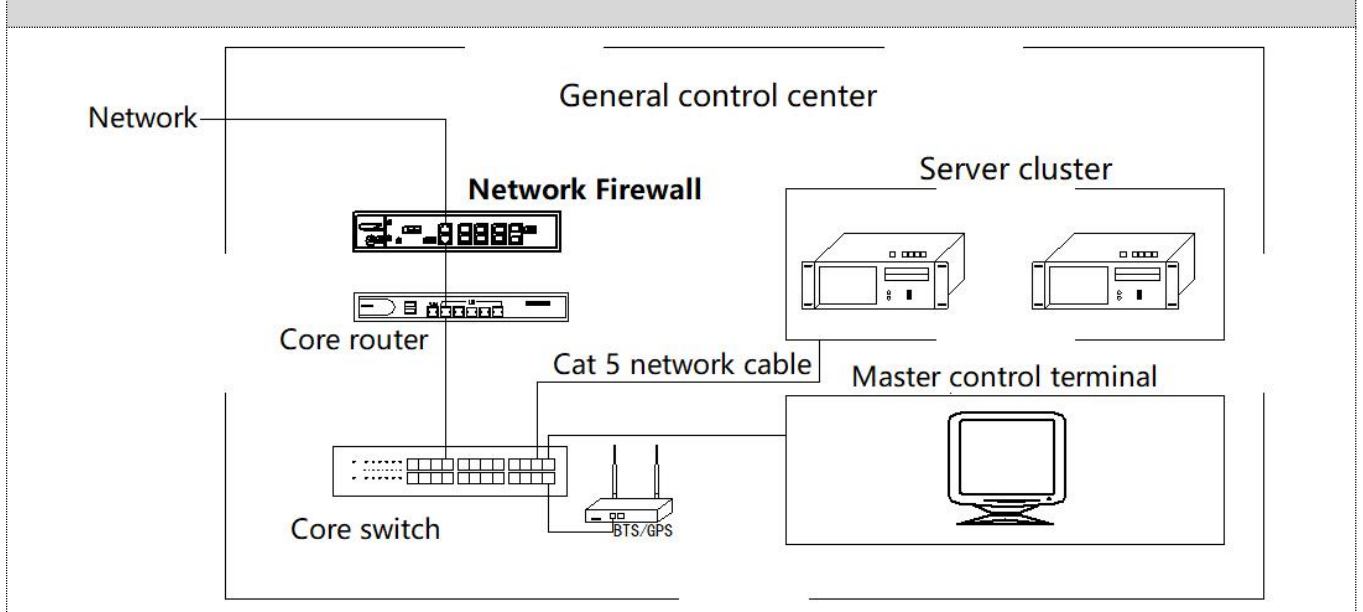 General control center
Network
Network Firewall
Server cluster
Core router
Cat 5 network cable
Master control terminal
Core switch
BTS/GPS